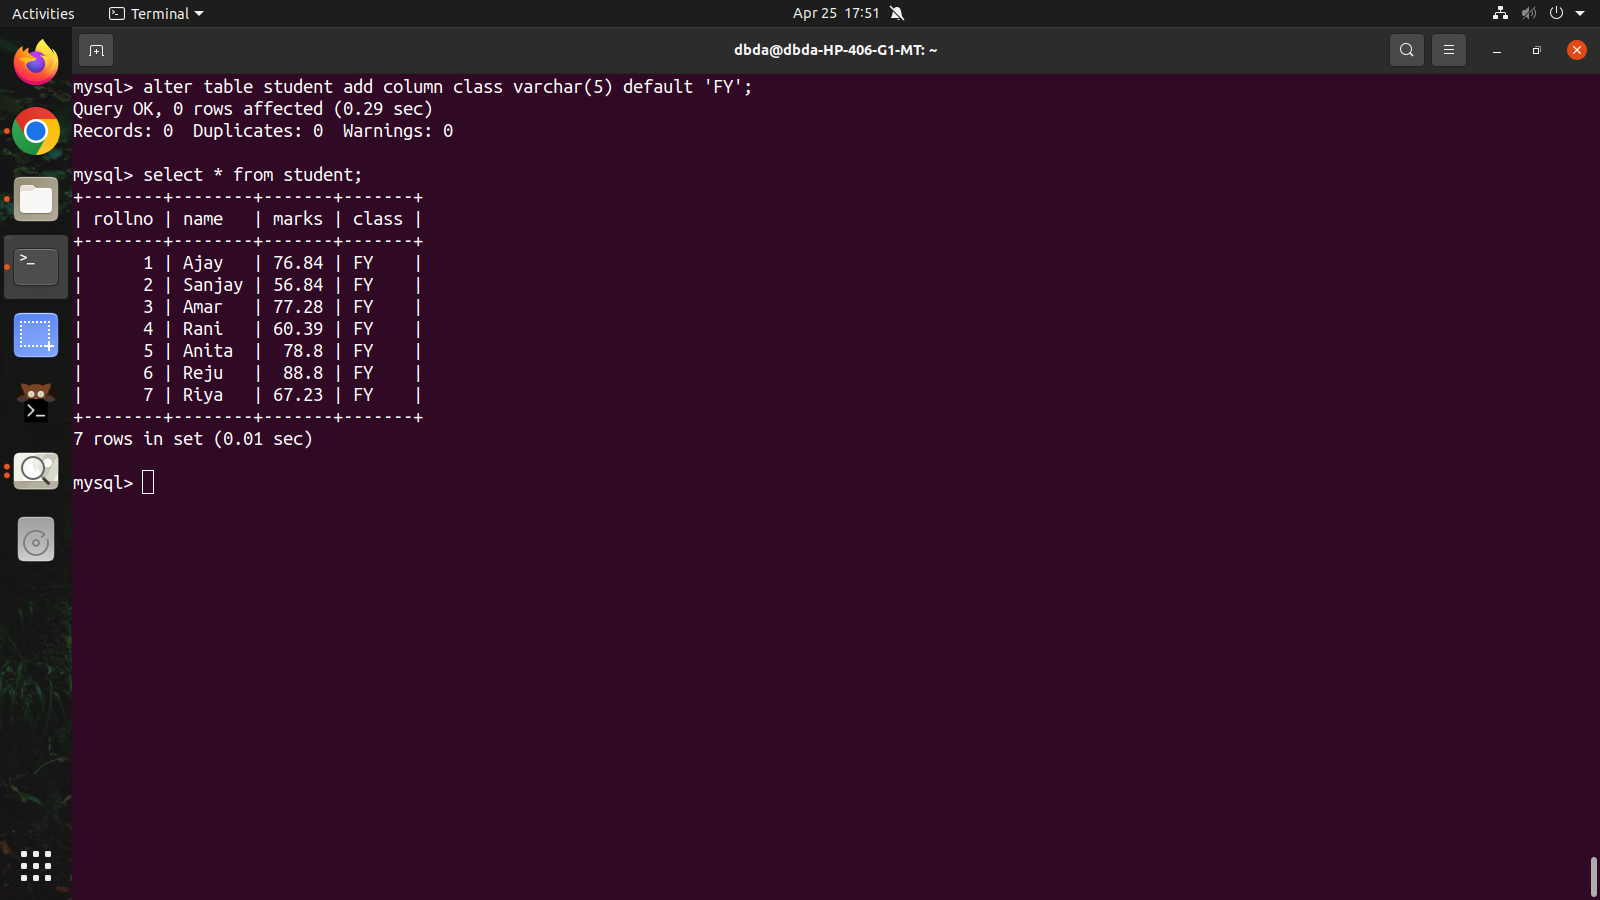 Activities Terminal Apr 25 17:51
dbda@dbda-HP-406-G1-MT: ~
mysql> alter table student add column class varchar(5) default 'FY';
Query OK, 0 rows affected (0.29 sec)
Records: 0  Duplicates: 0  Warnings: 0
mysql> select * from student;
+--------+--------+-------+-------+
| rollno | name   | marks | class |
+--------+--------+-------+-------+
|      1 | Ajay   | 76.84 | FY    |
|      2 | Sanjay | 56.84 | FY    |
|      3 | Amar   | 77.28 | FY    |
|      4 | Rani   | 60.39 | FY    |
|      5 | Anita  |  78.8 | FY    |
|      6 | Reju   |  88.8 | FY    |
|      7 | Riya   | 67.23 | FY    |
+--------+--------+-------+-------+
7 rows in set (0.01 sec)
mysql>